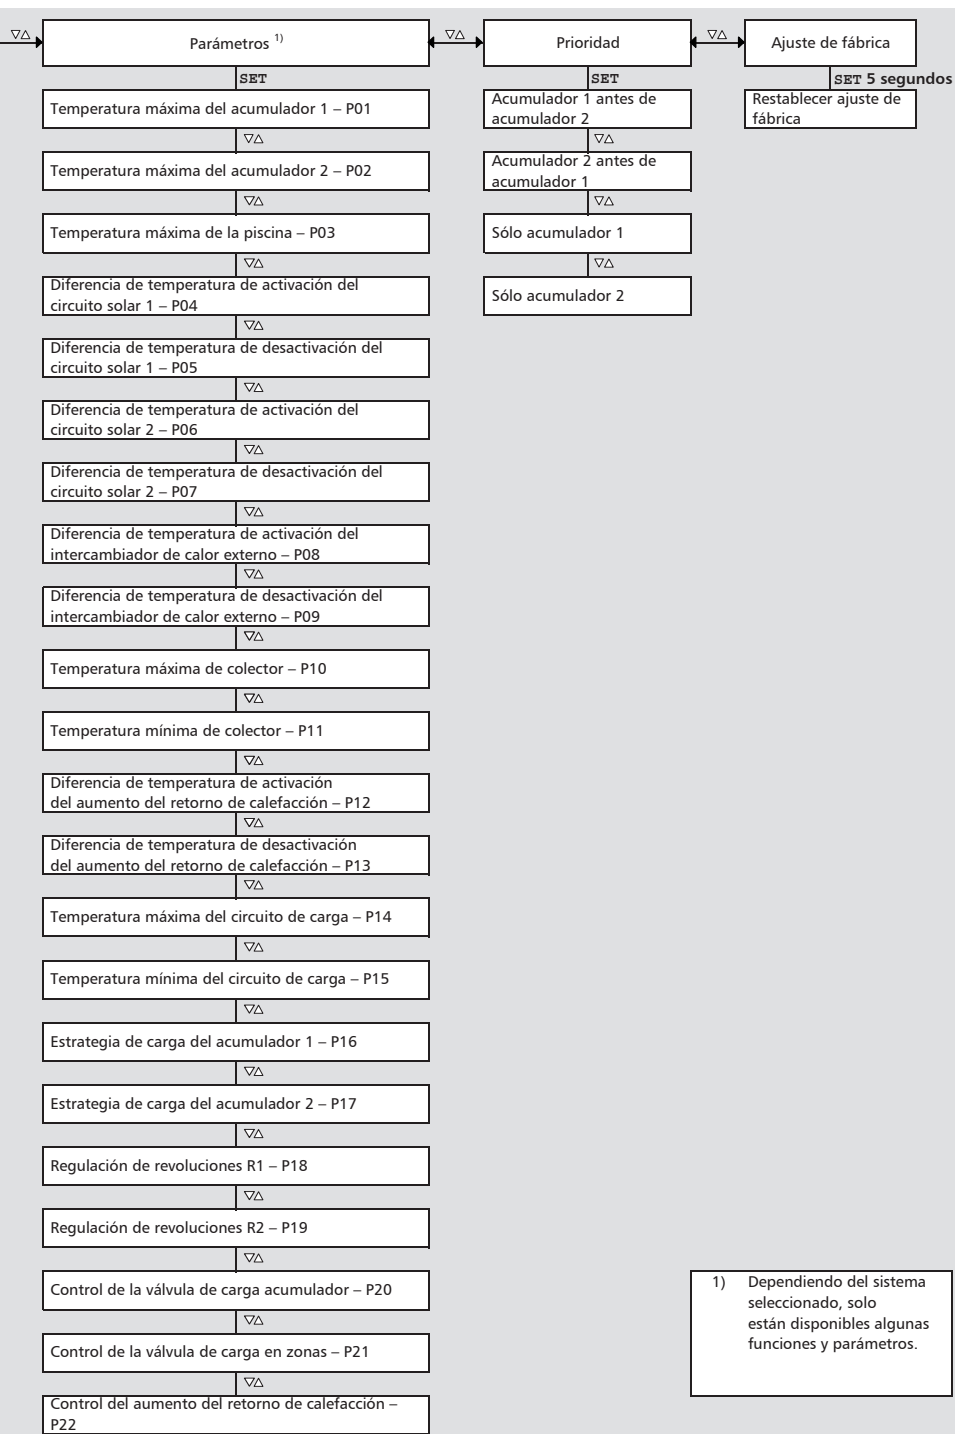 ▽△
Parámetros 1)
▽△
Prioridad
▽△
Ajuste de fábrica
SET
Temperatura máxima del acumulador 1 – P01
▽△
Temperatura máxima del acumulador 2 – P02
▽△
Temperatura máxima de la piscina – P03
▽△
Diferencia de temperatura de activación del
circuito solar 1 – P04
▽△
Diferencia de temperatura de desactivación del
circuito solar 1 – P05
▽△
Diferencia de temperatura de activación del
circuito solar 2 – P06
▽△
Diferencia de temperatura de desactivación del
circuito solar 2 – P07
▽△
Diferencia de temperatura de activación del
intercambiador de calor externo – P08
▽△
Diferencia de temperatura de desactivación del
intercambiador de calor externo – P09
▽△
Temperatura máxima de colector – P10
▽△
Temperatura mínima de colector – P11
▽△
Diferencia de temperatura de activación
del aumento del retorno de calefacción – P12
▽△
Diferencia de temperatura de desactivación
del aumento del retorno de calefacción – P13
▽△
Temperatura máxima del circuito de carga – P14
▽△
Temperatura mínima del circuito de carga – P15
▽△
Estrategia de carga del acumulador 1 – P16
▽△
Estrategia de carga del acumulador 2 – P17
▽△
Regulación de revoluciones R1 – P18
▽△
Regulación de revoluciones R2 – P19
▽△
Control de la válvula de carga acumulador – P20
▽△
Control de la válvula de carga en zonas – P21
▽△
Control del aumento del retorno de calefacción –
P22
SET
Acumulador 1 antes de
acumulador 2
▽△
Acumulador 2 antes de
acumulador 1
▽△
Sólo acumulador 1
▽△
Sólo acumulador 2
SET 5 segundos
Restablecer ajuste de
fábrica
1) Dependiendo del sistema
seleccionado, solo
están disponibles algunas
funciones y parámetros.